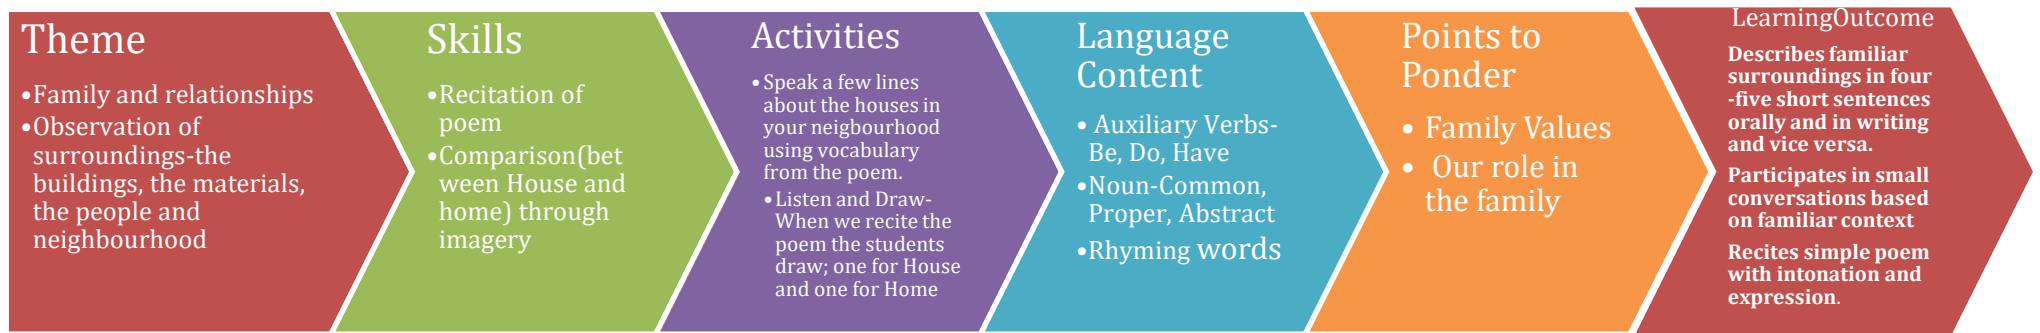 Theme
•Family and relationships
•Observation of
surroundings-the
buildings, the materials,
the people and
neighbourhood
Skills
•Recitation of
poem
•Comparison(bet
ween House and
home) through
imagery
Activities
•Speak a few lines
about the houses in
your neigbourhood
using vocabulary
from the poem.
•Listen and Draw-
When we recite the
poem the students
draw; one for House
and one for Home
Language
Content
• Auxiliary Verbs-
Be, Do, Have
•Noun-Common,
Proper, Abstract
•Rhyming words
Points to
Ponder
• Family Values
• Our role in
the family
LearningOutcome
Describes familiar
surroundings in four
-five short sentences
orally and in writing
and vice versa.
Participates in small
conversations based
on familiar context
Recites simple poem
with intonation and
expression.